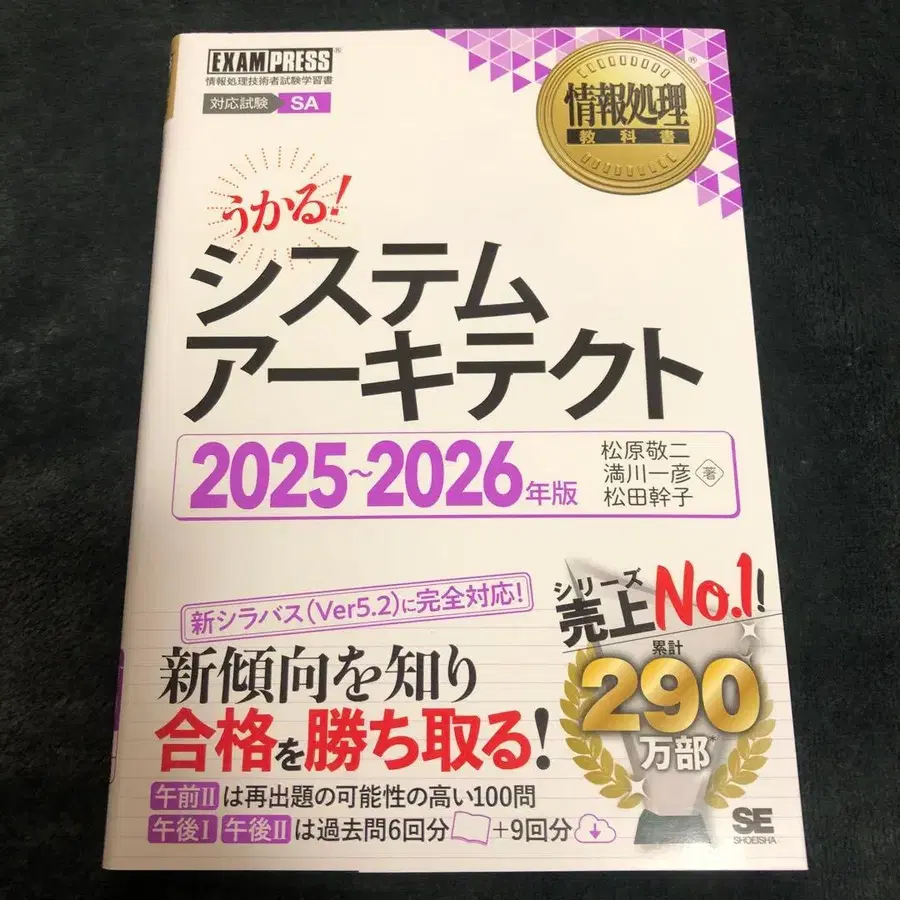 EXAMPRESS®
情報処理技術者試験学習書
対応試験 SA
情報処理®
教科書
うかる!
システム
アーキテクト
2025~2026年版
松原敬二
満川一彦
松田幹子
著
新シラバス(Ver5.2)に完全対応!
新傾向を知り
合格を勝ち取る!
シリーズ
売上No.1!
累計
290
万部*
午前II は再出題の可能性の高い100問
午後I 午後II は過去問6回分 +9回分
SE
SHOEISHA